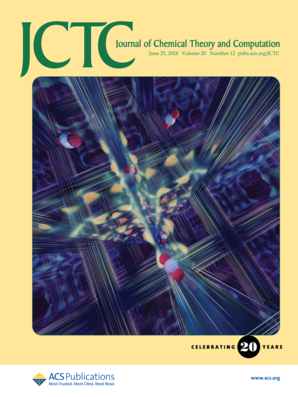 JCTC
Journal of Chemical Theory and Computation
June 25, 2024 Volume 20 Number 12 pubs.acs.org/JCTC
CELEBRATING 20 YEARS
ACS Publications
Most Trusted. Most Cited. Most Read.
www.acs.org